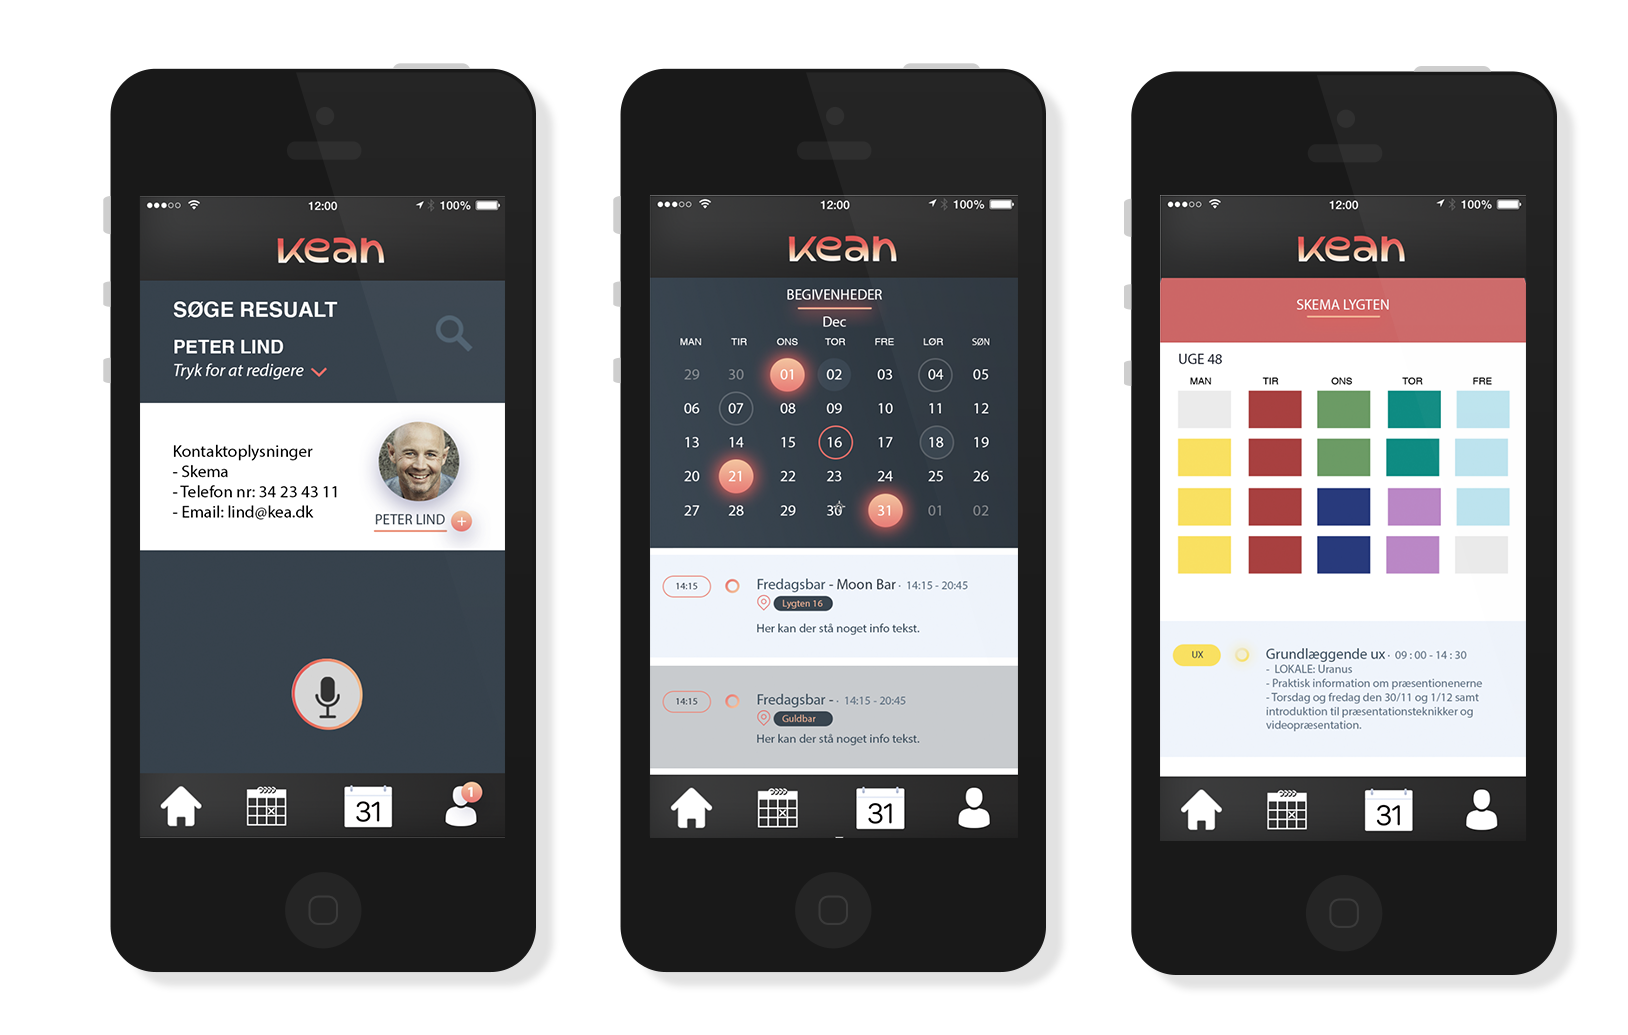 12:00
100%
kean
SØGE RESUALT
PETER LIND
Tryk for at redigere
Kontaktoplysninger
- Skema
- Telefon nr: 34 23 43 11
- Email: lind@kea.dk
PETER LIND +
31
1
12:00
100%
kean
BEGIVENHEDER
Dec
MAN TIR ONS TOR FRE LØR SØN
29 30 01 02 03 04 05
06 07 08 09 10 11 12
13 14 15 16 17 18 19
20 21 22 23 24 25 26
27 28 29 30 31 01 02
14:15 Fredagsbar - Moon Bar · 14:15 - 20:45
Lygten 16
Her kan der stå noget info tekst.
14:15 Fredagsbar - · 14:15 - 20:45
Guldbar
Her kan der stå noget info tekst.
31
12:00
100%
kean
SKEMA LYGTEN
UGE 48
MAN TIR ONS TOR FRE
UX Grundlæggende ux · 09 : 00 - 14 : 30
- LOKALE: Uranus
- Praktisk information om præsentionenerne
- Torsdag og fredag den 30/11 og 1/12 samt
introduktion til præsentationsteknikker og
videopræsentation.
31